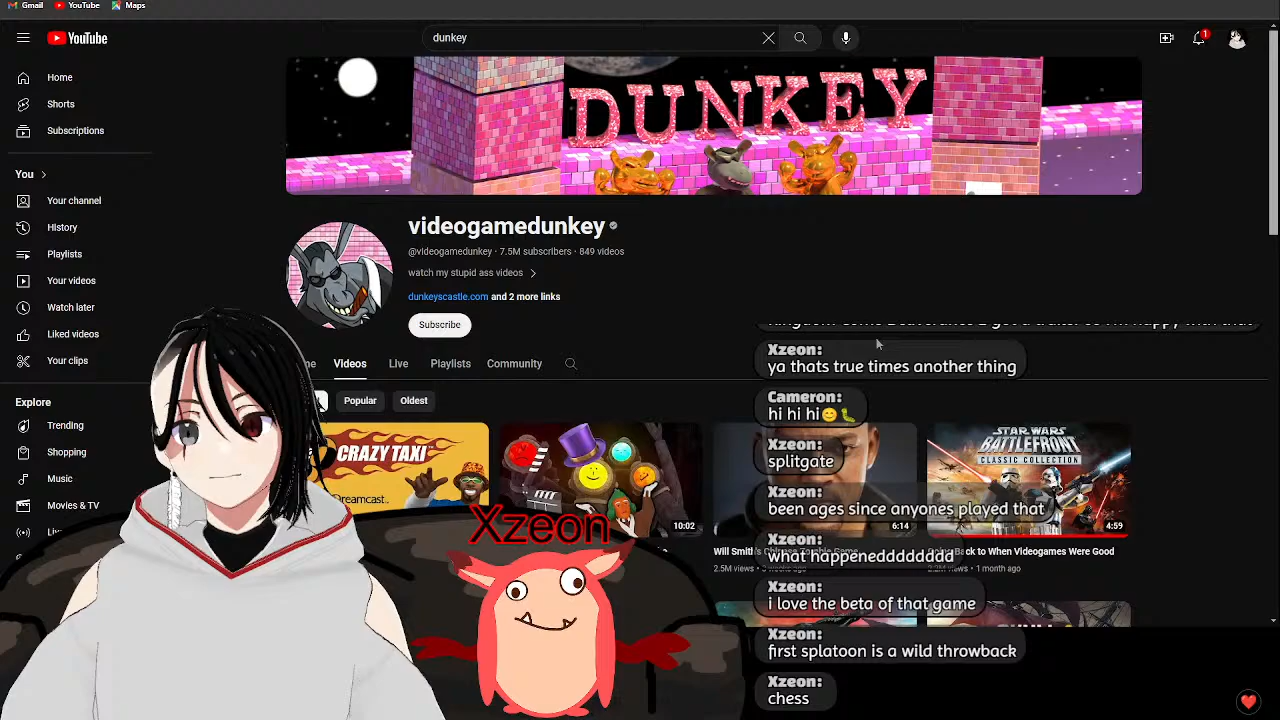 Gmail
YouTube
Maps
YouTube
dunkey
1
Home
Shorts
Subscriptions
You
Your channel
History
Playlists
Your videos
Watch later
Liked videos
Your clips
Explore
Trending
Shopping
Music
Movies & TV
DUNKEY
videogamedunkey
@videogamedunkey · 7.5M subscribers · 849 videos
watch my stupid ass videos
dunkeyscastle.com and 2 more links
Subscribe
Videos
Live
Playlists
Community
Popular
Oldest
CRAZY TAXI
Dreamcast
10:02
6:14
STAR WARS
BATTLEFRONT
CLASSIC COLLECTION
4:59
Will Smith's
Back to When Videogames Were Good
2.5M views
1 month ago
Xzeon
Xzeon:
ya thats true times another thing
Cameron:
hi hi hi😊🐛
Xzeon:
splitgate
Xzeon:
been ages since anyones played that
Xzeon:
what happenedddddddd
Xzeon:
i love the beta of that game
Xzeon:
first splatoon is a wild throwback
Xzeon:
chess